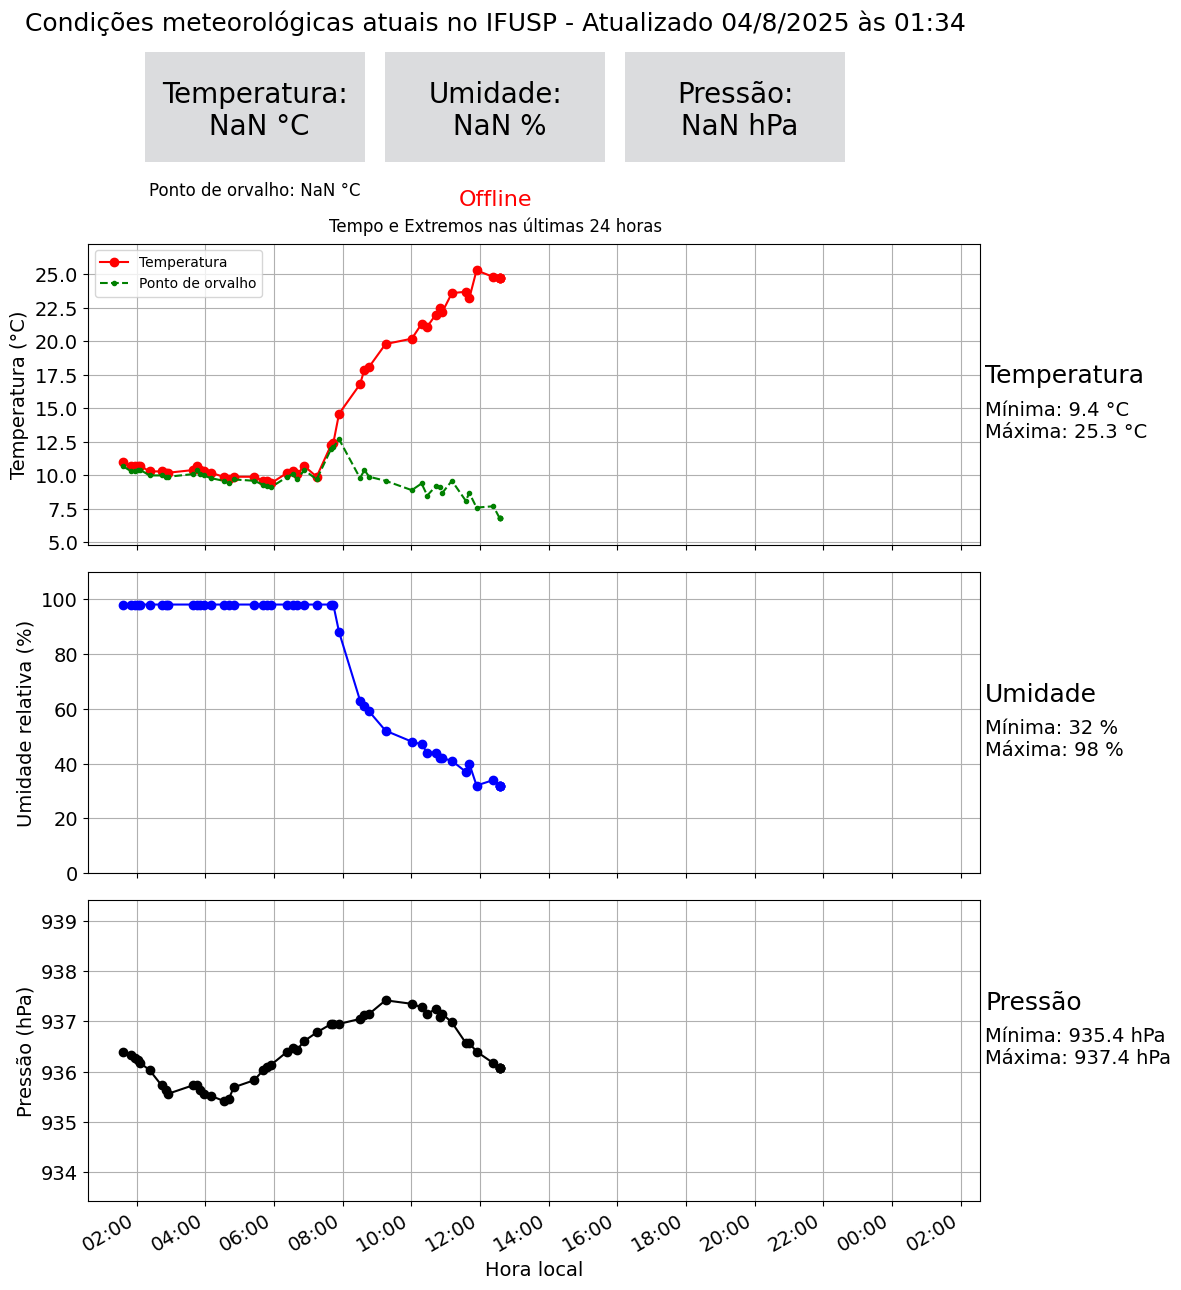 Condições meteorológicas atuais no IFUSP - Atualizado 04/8/2025 às 01:34
Temperatura:
NaN °C
Umidade:
NaN %
Pressão:
NaN hPa
Ponto de orvalho: NaN °C
Offline
Tempo e Extremos nas últimas 24 horas
Temperatura
Ponto de orvalho
Temperatura (°C)
25.0
22.5
20.0
17.5
15.0
12.5
10.0
7.5
5.0
Temperatura
Mínima: 9.4 °C
Máxima: 25.3 °C
Umidade relativa (%)
100
80
60
40
20
0
Umidade
Mínima: 32 %
Máxima: 98 %
Pressão (hPa)
939
938
937
936
935
934
Pressão
Mínima: 935.4 hPa
Máxima: 937.4 hPa
02:00 04:00 06:00 08:00 10:00 12:00 14:00 16:00 18:00 20:00 22:00 00:00 02:00
Hora local